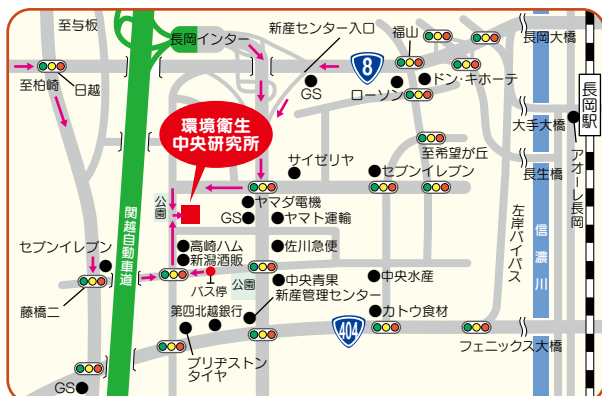 至与板
長岡インター
新産センター入口
福山
長岡大橋
8
日越
至柏崎
GS
ローソン
ドン・キホーテ
長岡駅
大手大橋
アオーレ長岡
環境衛生
中央研究所
サイゼリヤ
至希望が丘
セブンイレブン
長生橋
公園
ヤマダ電機
GS
ヤマト運輸
左岸バイパス
信濃川
関越自動車道
セブンイレブン
高崎ハム
新潟酒販
佐川急便
バス停
公園
中央青果
新産管理センター
中央水産
藤橋二
第四北越銀行
カトウ食材
404
フェニックス大橋
ブリヂストン
タイヤ
GS